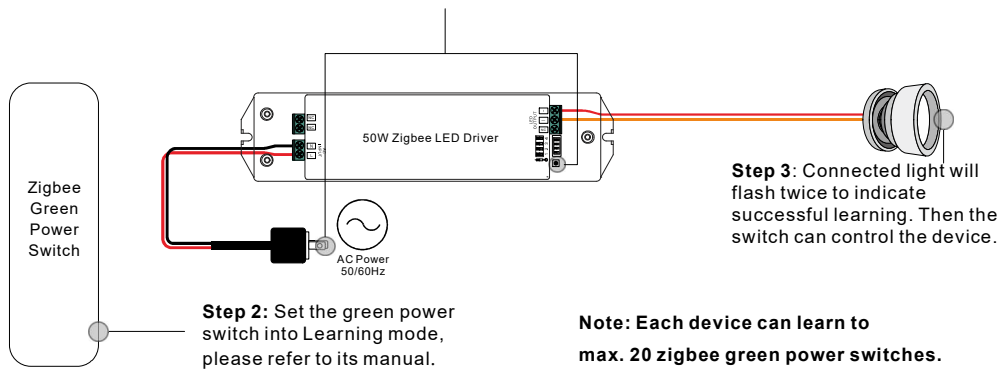 50W Zigbee LED Driver
LED
OUTPUT
Zigbee
Green
Power
Switch
AC Power
50/60Hz
Step 3: Connected light will
flash twice to indicate
successful learning. Then the
switch can control the device.
Step 2: Set the green power
switch into Learning mode,
please refer to its manual.
Note: Each device can learn to
max. 20 zigbee green power switches.